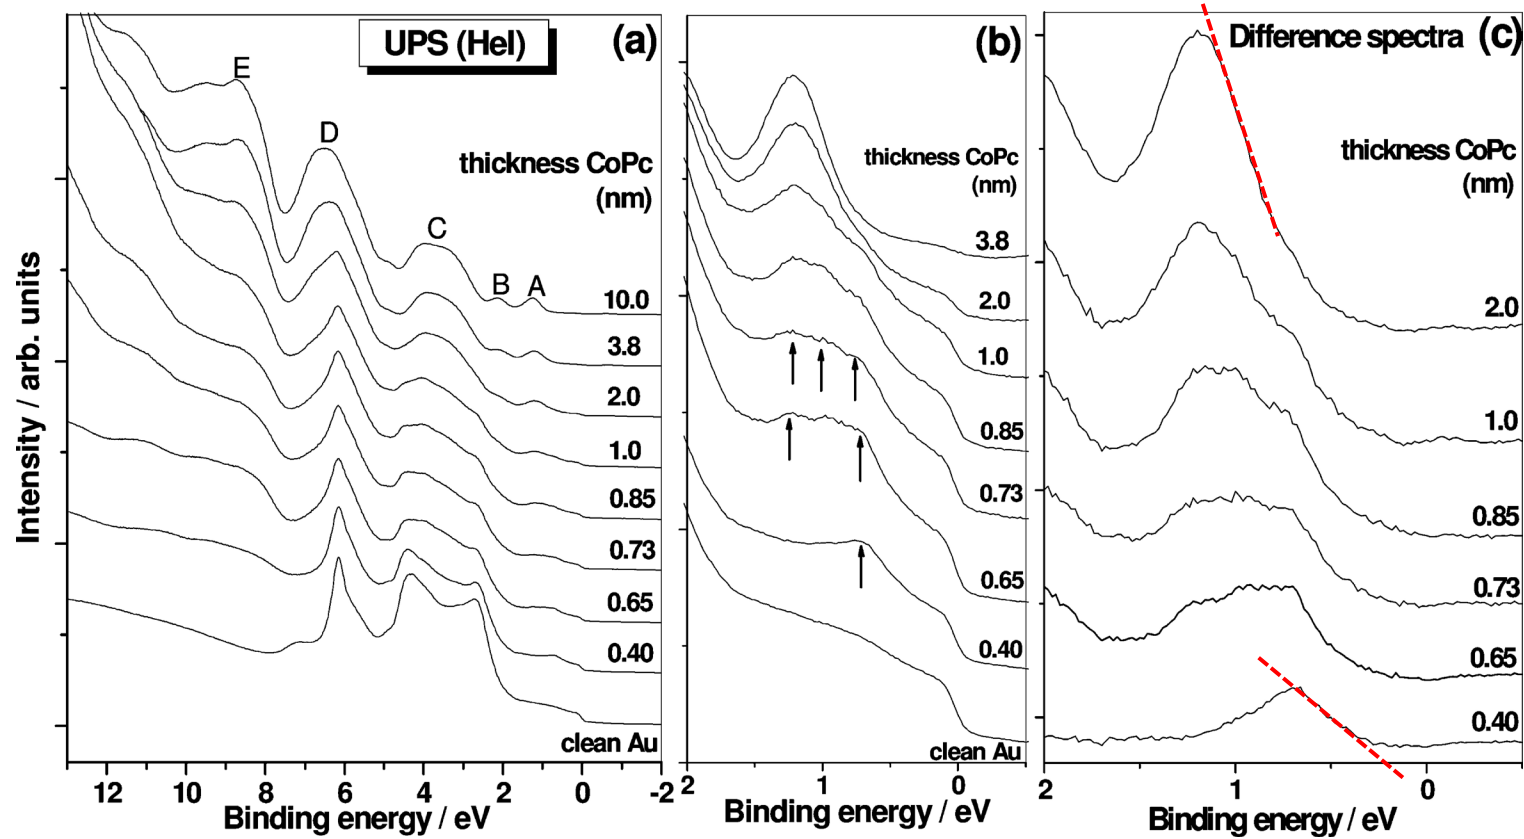 UPS (HeI)
(a)
E
D
thickness CoPc
(nm)
C
B
A
10.0
3.8
2.0
1.0
0.85
0.73
0.65
0.40
clean Au
Intensity / arb. units
12
10
8
6
4
2
0
-2
Binding energy / eV
(b)
thickness CoPc
(nm)
3.8
2.0
1.0
0.85
0.73
0.65
0.40
clean Au
2
1
0
Binding energy / eV
Difference spectra
(c)
thickness CoPc
(nm)
2.0
1.0
0.85
0.73
0.65
0.40
2
1
0
Binding energy / eV